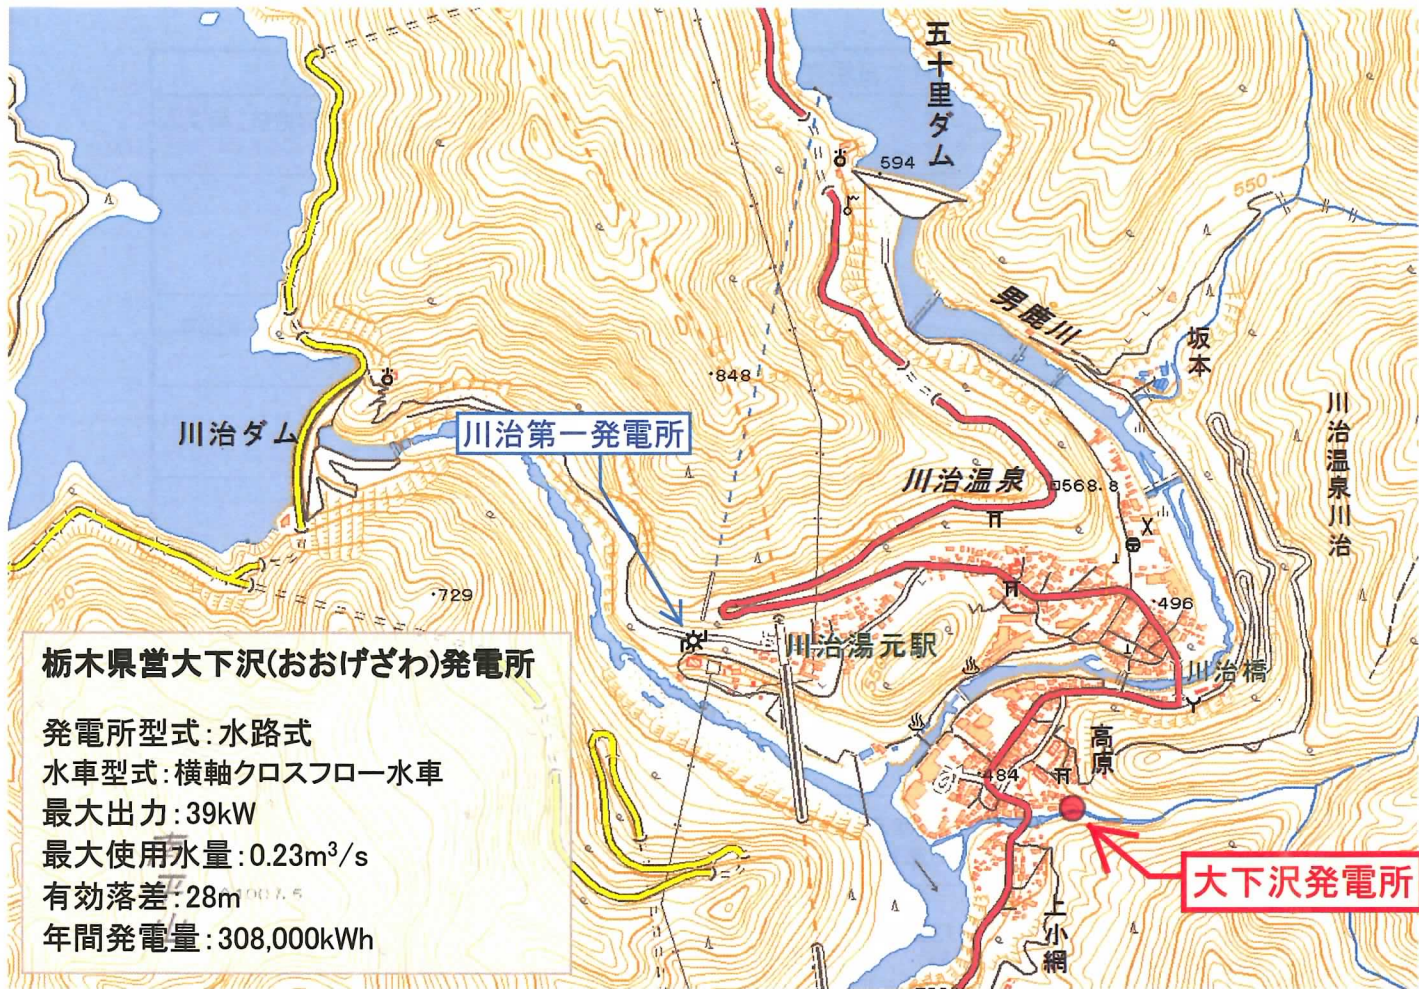 五十里ダム
594
550
男鹿川
坂本
848
川治ダム
川治第一発電所
川治温泉
568.8
川治温泉川治
729
750
496
川治湯元駅
川治橋
高原
484
大下沢発電所
上小網
栃木県営大下沢(おおげざわ)発電所
発電所型式:水路式
水車型式:横軸クロスフロー水車
最大出力:39kW
最大使用水量:0.23m³/s
有効落差:28m
年間発電量:308,000kWh
南平山
1007.5